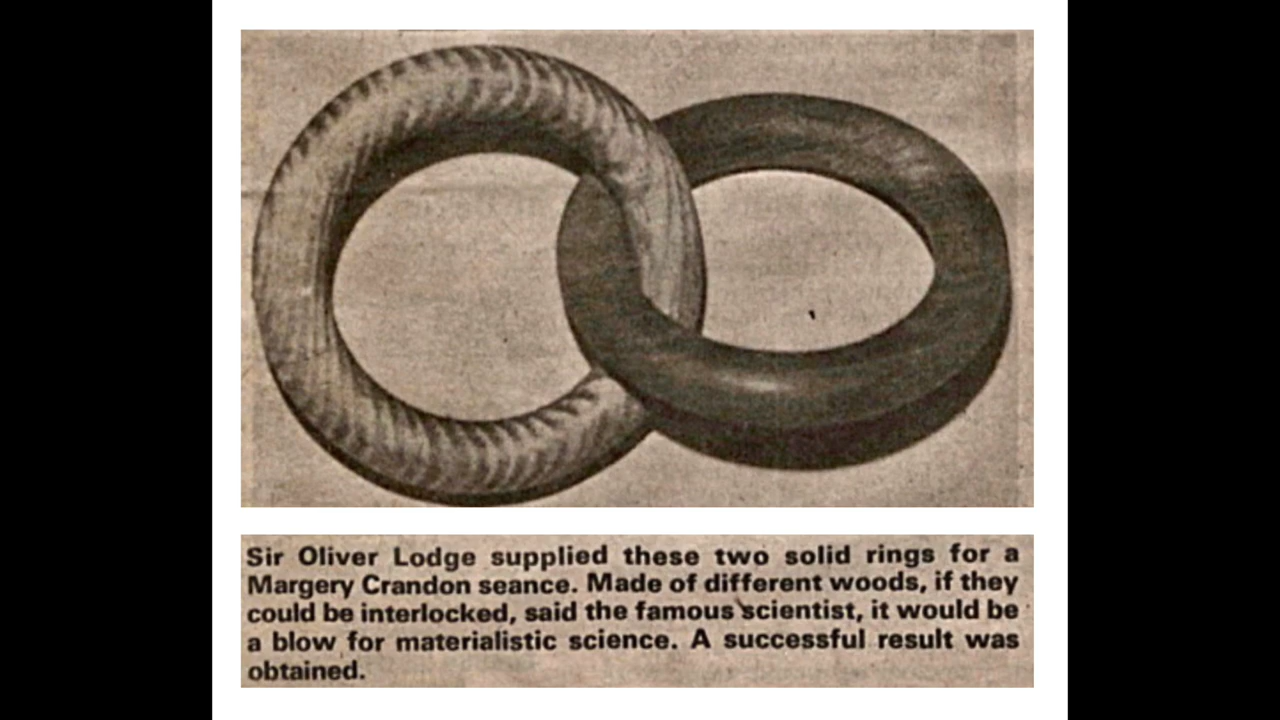 Sir Oliver Lodge supplied these two solid rings for a
Margery Crandon seance. Made of different woods, if they
could be interlocked, said the famous scientist, it would be
a blow for materialistic science. A successful result was
obtained.